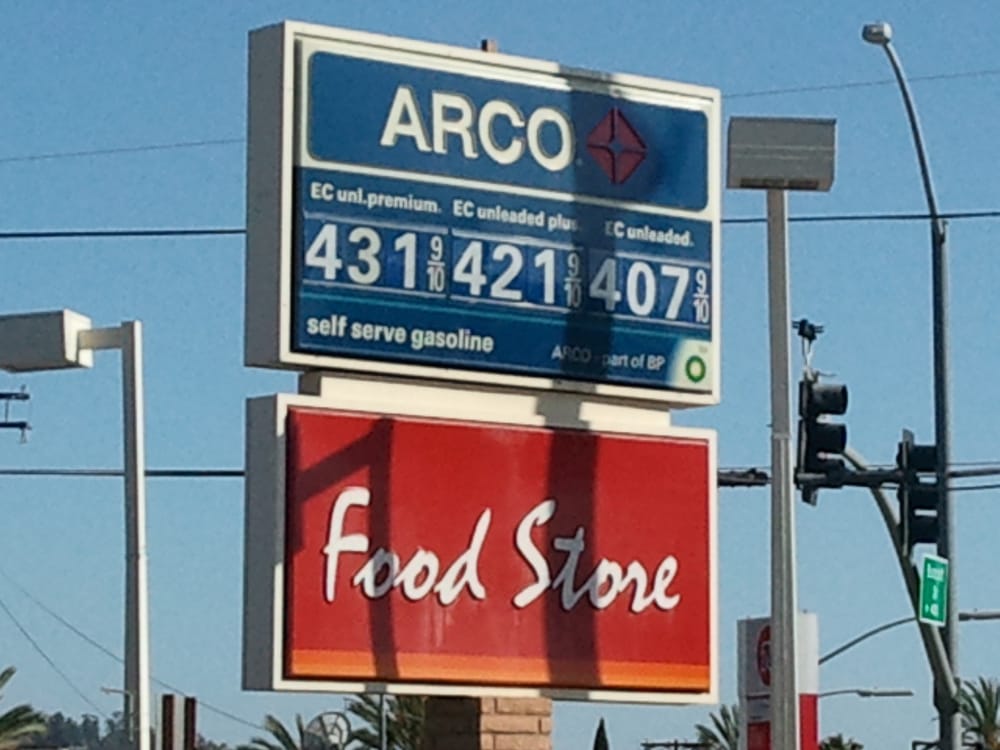 ARCO
EC unl.premium. EC unleaded plus EC unleaded.
431 9/10 421 9/10 407 9/10
self serve gasoline
ARCO - part of BP
Food Store